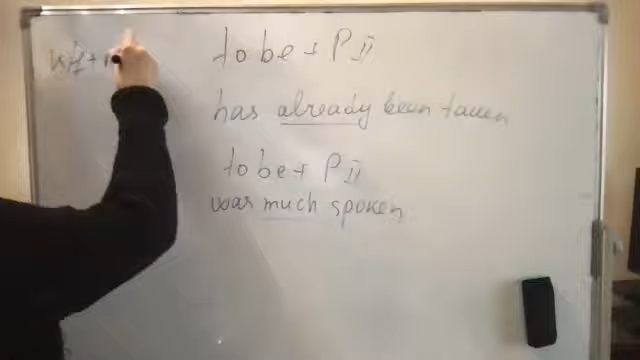 to be + P II
has already been taken
to be + P II
was much spoken